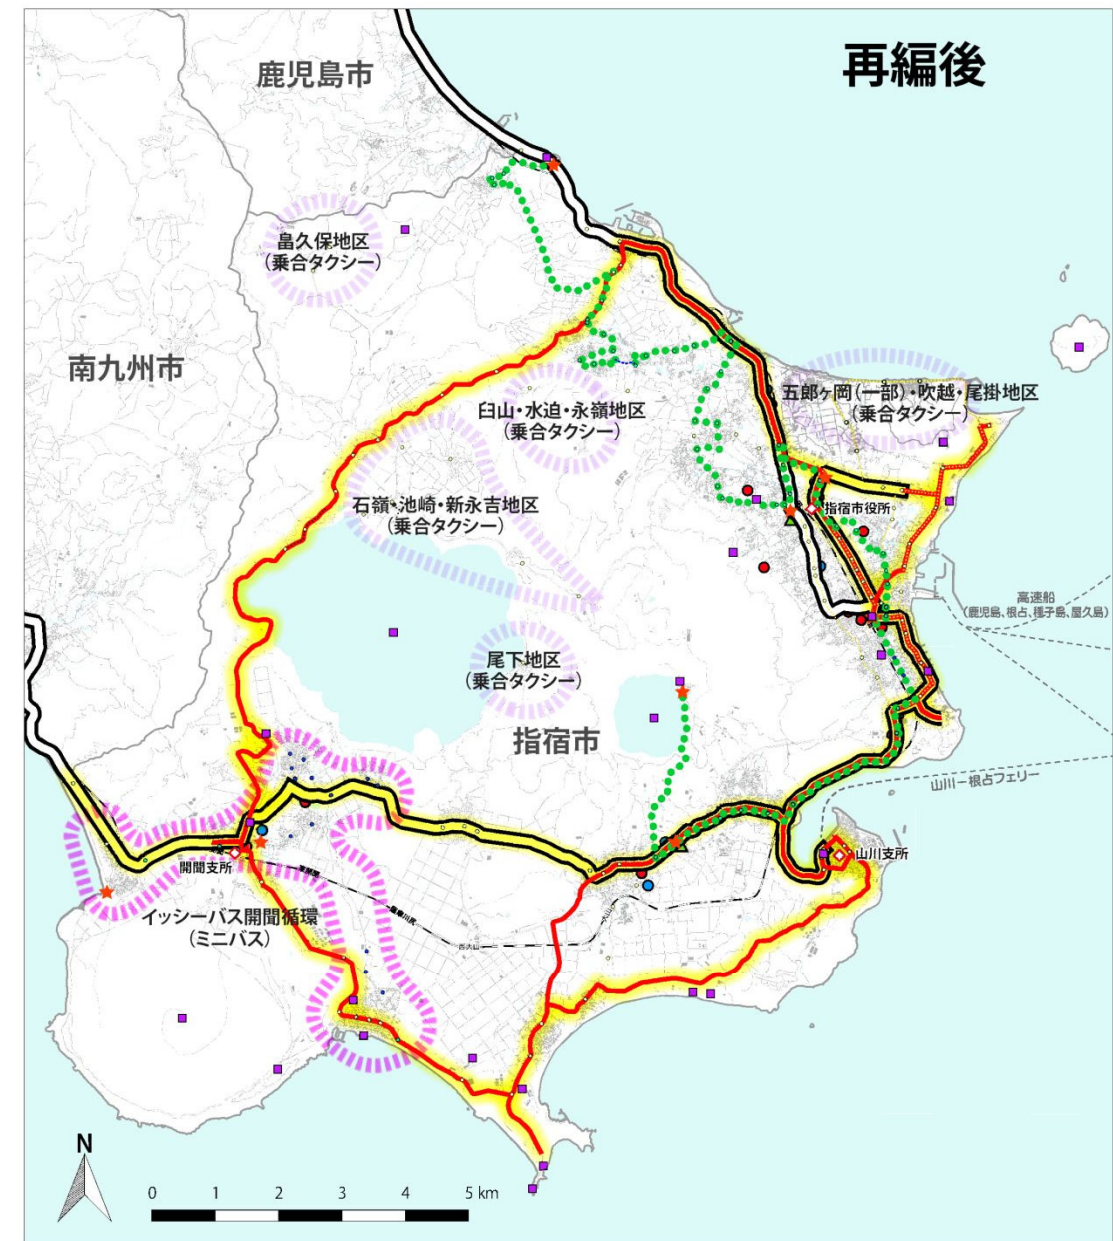 再編後
鹿児島市
畠久保地区
(乗合タクシー)
南九州市
臼山・水迫・永嶺地区
(乗合タクシー)
五郎ヶ岡(一部)・吹越・尾掛地区
(乗合タクシー)
石嶺・池崎・新永吉地区
(乗合タクシー)
指宿市役所
高速船
(鹿児島、根占、種子島、屋久島)
尾下地区
(乗合タクシー)
指宿市
山川－根占フェリー
開聞支所
山川支所
イッシーバス開聞循環
(ミニバス)
西大山
N
0 1 2 3 4 5 km